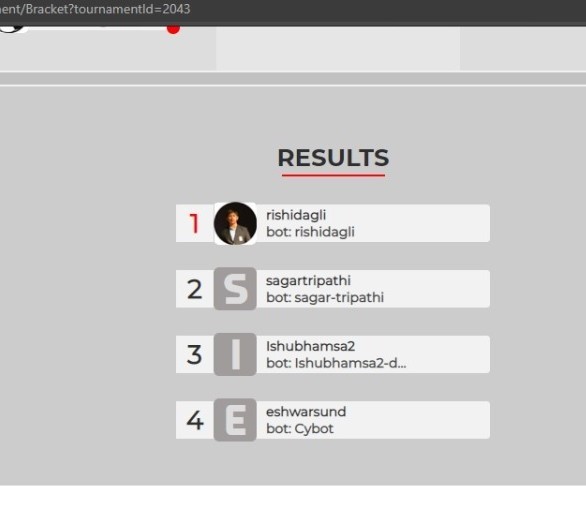 ent/Bracket?tournamentId=2043
RESULTS
1
rishidagli
bot: rishidagli
2
S
sagartripathi
bot: sagar-tripathi
3
I
Ishubhamsa2
bot: Ishubhamsa2-d...
4
E
eshwarsund
bot: Cybot